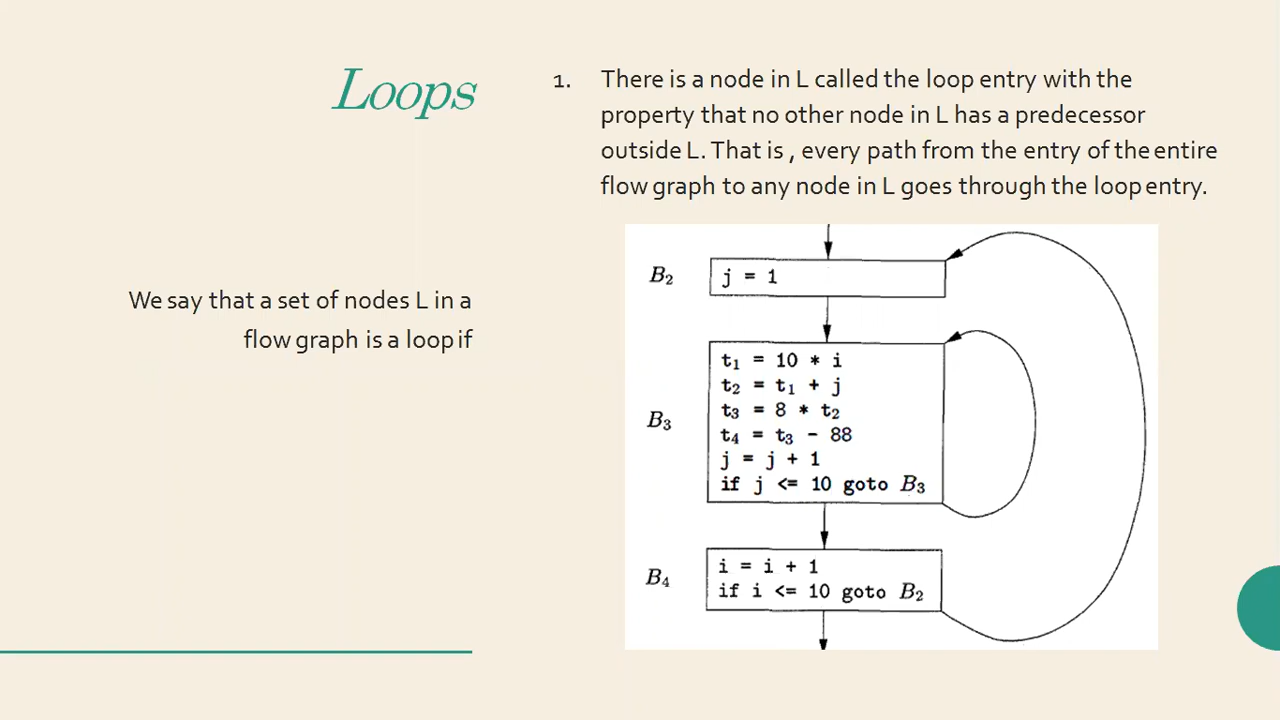 Loops
We say that a set of nodes L in a
flow graph is a loop if
1. There is a node in L called the loop entry with the
property that no other node in L has a predecessor
outside L. That is , every path from the entry of the entire
flow graph to any node in L goes through the loop entry.
B₂
j = 1
B₃
t₁ = 10 * i
t₂ = t₁ + j
t₃ = 8 * t₂
t₄ = t₃ - 88
j = j + 1
if j <= 10 goto B₃
B₄
i = i + 1
if i <= 10 goto B₂